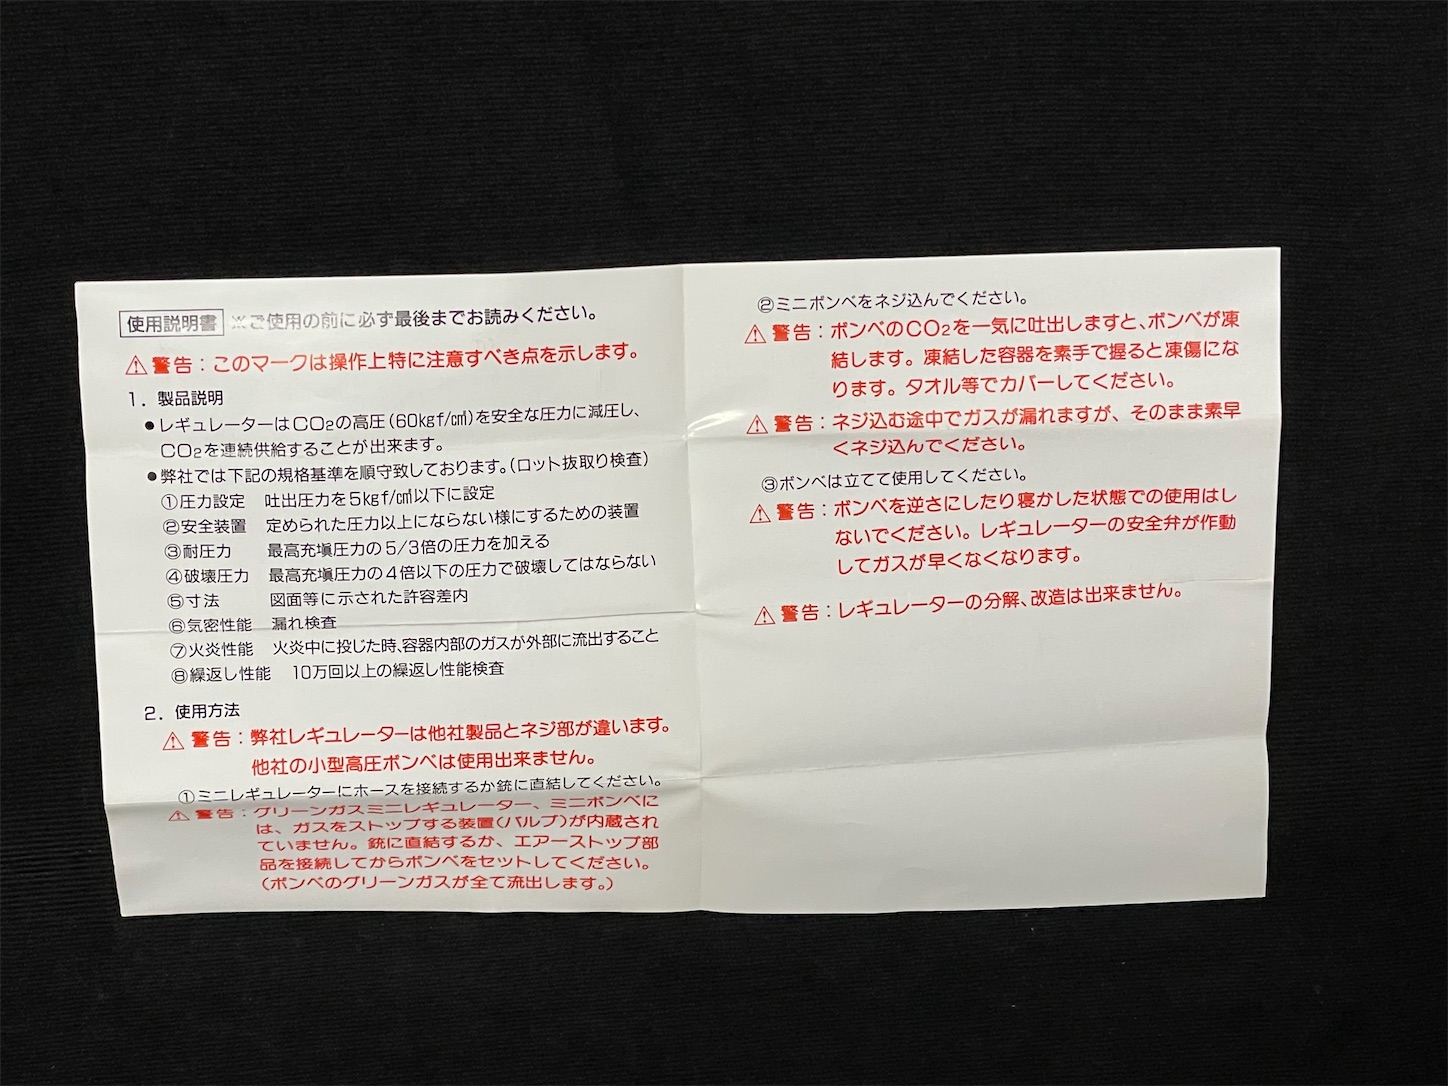 使用説明書 ※ご使用の前に必ず最後までお読みください。
⚠警告：このマークは操作上特に注意すべき点を示します。
1．製品説明
●レギュレーターはCO2の高圧(60kgf/㎠)を安全な圧力に減圧し、
CO2を連続供給することが出来ます。
●弊社では下記の規格基準を順守致しております。(ロット抜取り検査)
①圧力設定 吐出圧力を5kgf/㎠以下に設定
②安全装置 定められた圧力以上にならない様にするための装置
③耐圧力 最高充塡圧力の5/3倍の圧力を加える
④破壊圧力 最高充塡圧力の4倍以下の圧力で破壊してはならない
⑤寸法 図面等に示された許容差内
⑥気密性能 漏れ検査
⑦火炎性能 火炎中に投じた時、容器内部のガスが外部に流出すること
⑧繰返し性能 10万回以上の繰返し性能検査
2．使用方法
⚠警告：弊社レギュレーターは他社製品とネジ部が違います。
他社の小型高圧ボンベは使用出来ません。
①ミニレギュレーターにホースを接続するか銃に直結してください。
⚠警告：グリーンガスミニレギュレーター、ミニボンベに
は、ガスをストップする装置(バルブ)が内蔵され
ていません。銃に直結するか、エアーストップ部
品を接続してからボンベをセットしてください。
(ボンベのグリーンガスが全て流出します。)
②ミニボンベをネジ込んでください。
⚠警告：ボンベのCO2を一気に吐出しますと、ボンベが凍
結します。凍結した容器を素手で握ると凍傷にな
ります。タオル等でカバーしてください。
⚠警告：ネジ込む途中でガスが漏れますが、そのまま素早
くネジ込んでください。
③ボンベは立てて使用してください。
⚠警告：ボンベを逆さにしたり寝かした状態での使用はし
ないでください。レギュレーターの安全弁が作動
してガスが早くなくなります。
⚠警告：レギュレーターの分解、改造は出来ません。